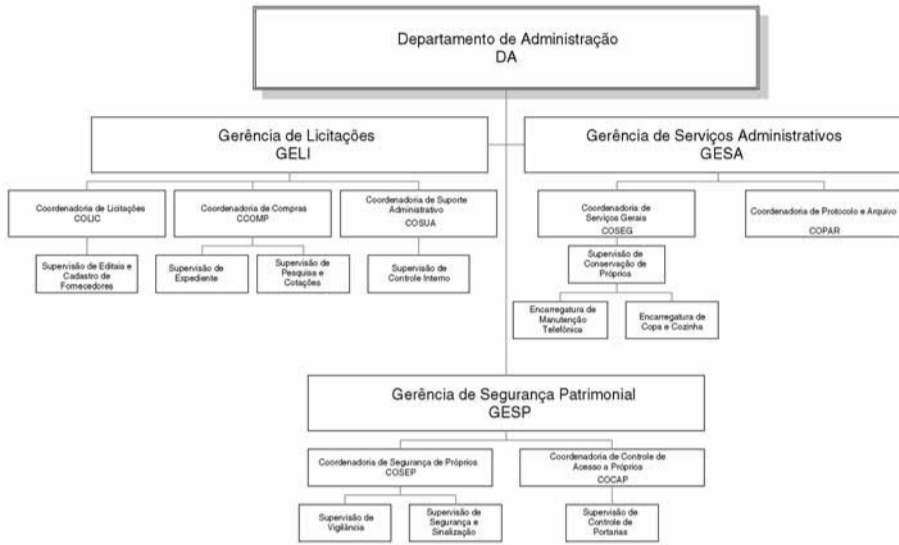 Departamento de Administração
DA
Gerência de Licitações
GELI
Gerência de Serviços Administrativos
GESA
Coordenadoria de Licitações
COLIC
Coordenadoria de Compras
CCOMP
Coordenadoria de Suporte
Administrativo
COSUA
Coordenadoria de
Serviços Gerais
COSEG
Coordenadoria de Protocolo e Arquivo
COPAR
Supervisão de Editais e
Cadastro de
Fornecedores
Supervisão de
Expediente
Supervisão de
Pesquisa e
Cotações
Supervisão de
Controle Interno
Supervisão de
Conservação de
Próprios
Encarregatura de
Manutenção
Telefônica
Encarregatura de
Copa e Cozinha
Gerência de Segurança Patrimonial
GESP
Coordenadoria de Segurança de Próprios
COSEP
Coordenadoria de Controle de
Acesso a Próprios
COCAP
Supervisão de
Vigilância
Supervisão de
Segurança e
Sinalização
Supervisão de
Controle de
Portarias